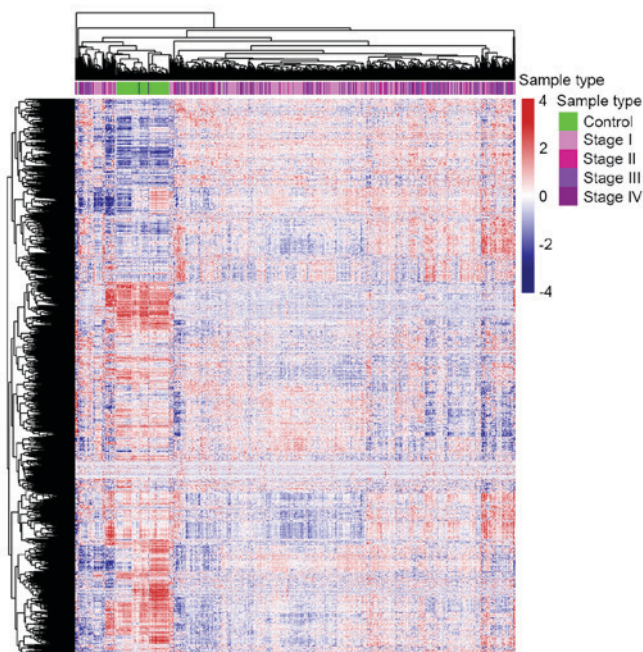 Sample type
4
2
0
-2
-4
Sample type
Control
Stage I
Stage II
Stage III
Stage IV